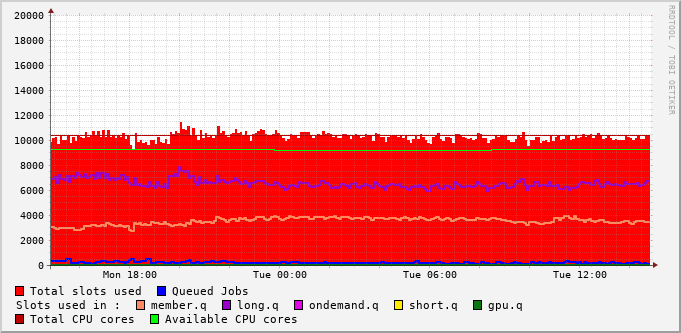 20000
18000
16000
14000
12000
10000
8000
6000
4000
2000
0
Mon 18:00 Tue 00:00 Tue 06:00 Tue 12:00
Total slots used Queued Jobs
Slots used in : member.q long.q ondemand.q short.q gpu.q
Total CPU cores Available CPU cores
RRDTOOL / TOBI OETIKER